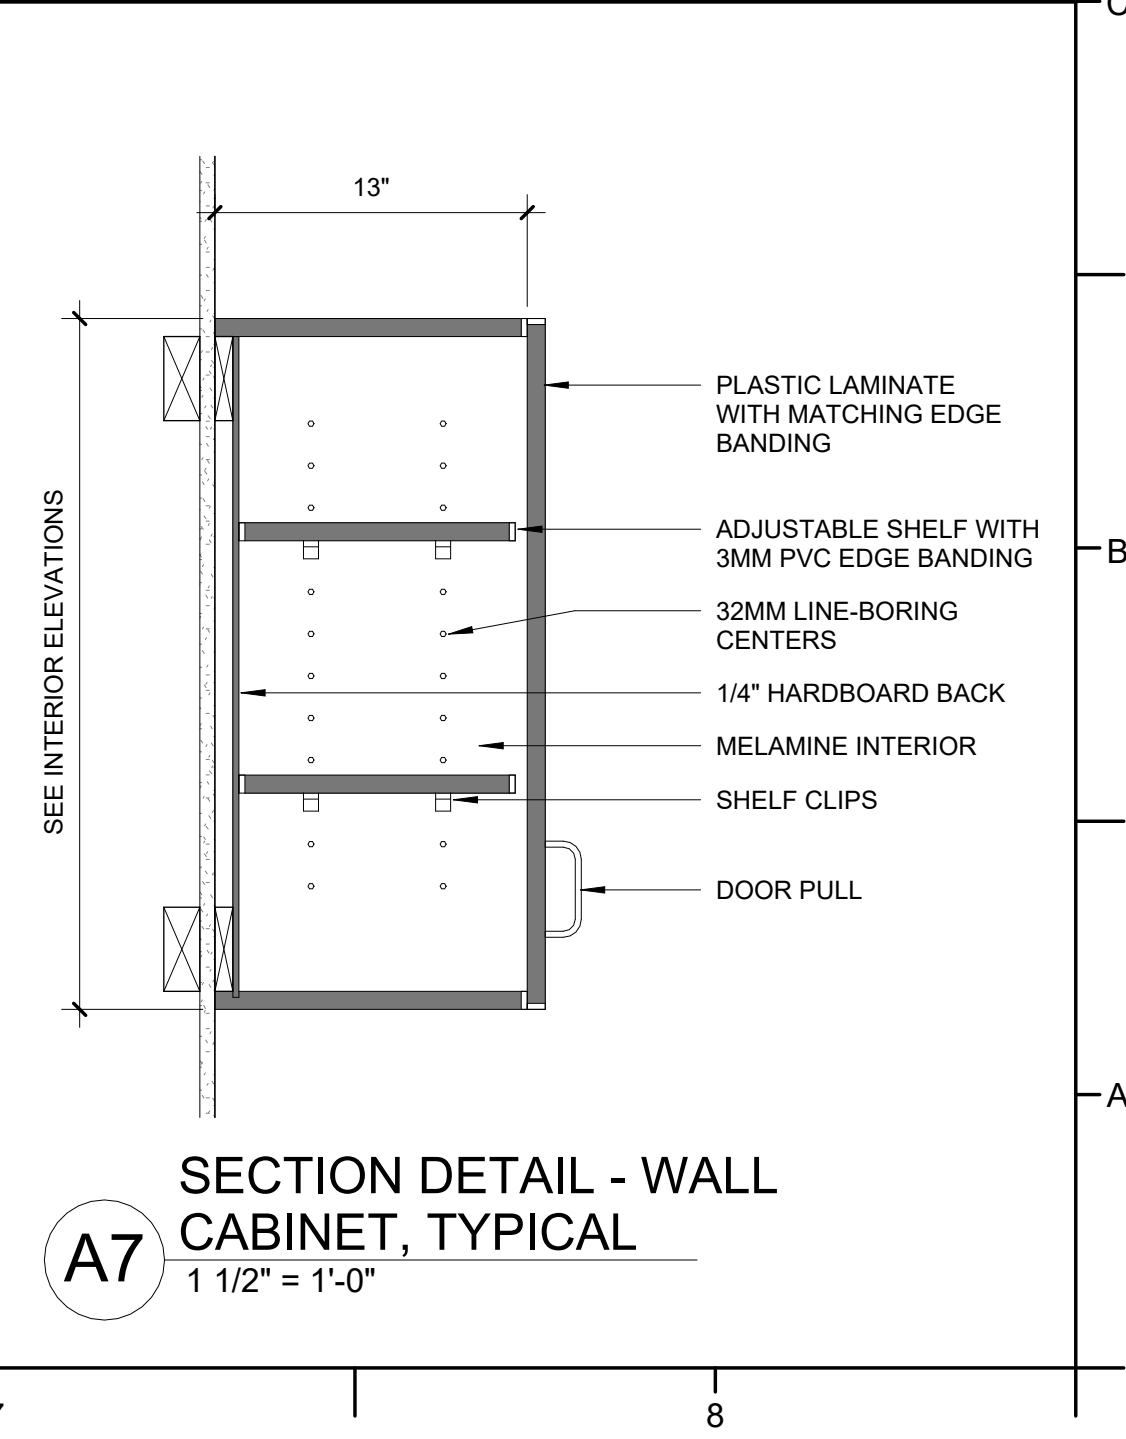 C
13"
PLASTIC LAMINATE
WITH MATCHING EDGE
BANDING
ADJUSTABLE SHELF WITH
3MM PVC EDGE BANDING
B
32MM LINE-BORING
CENTERS
1/4" HARDBOARD BACK
MELAMINE INTERIOR
SHELF CLIPS
DOOR PULL
SEE INTERIOR ELEVATIONS
A
SECTION DETAIL - WALL
CABINET, TYPICAL
A7
1 1/2" = 1'-0"
8